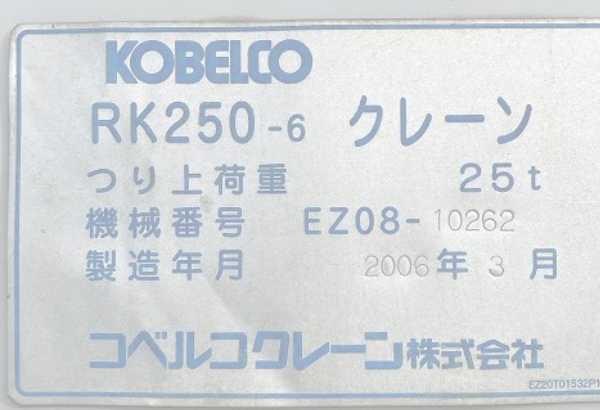 KOBELCO
RK250-6 クレーン
つり上荷重 25t
機械番号 EZ08-10262
製造年月 2006年3月
コベルコクレーン株式会社
EZ20T01532P1